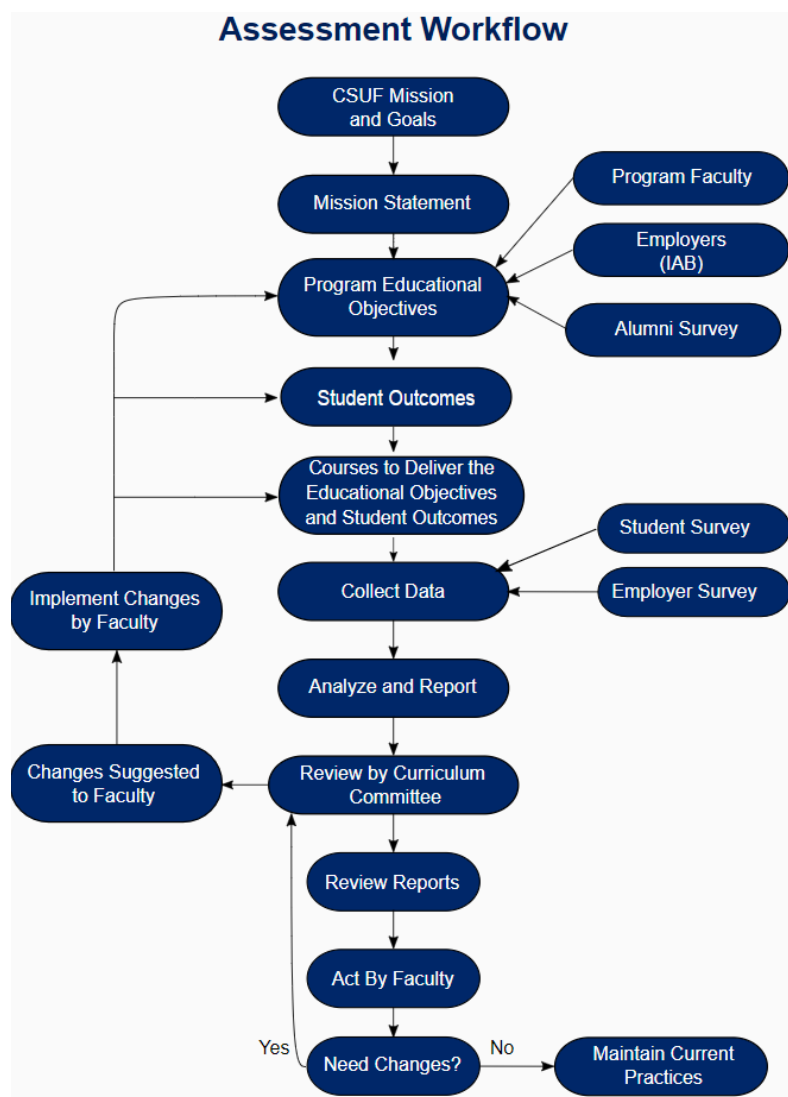 Assessment Workflow
CSUF Mission
and Goals
Mission Statement
Program Faculty
Employers
(IAB)
Program Educational
Objectives
Alumni Survey
Student Outcomes
Courses to Deliver the
Educational Objectives
and Student Outcomes
Student Survey
Collect Data
Employer Survey
Implement Changes
by Faculty
Analyze and Report
Changes Suggested
to Faculty
Review by Curriculum
Committee
Review Reports
Act By Faculty
Yes
Need Changes?
No
Maintain Current
Practices